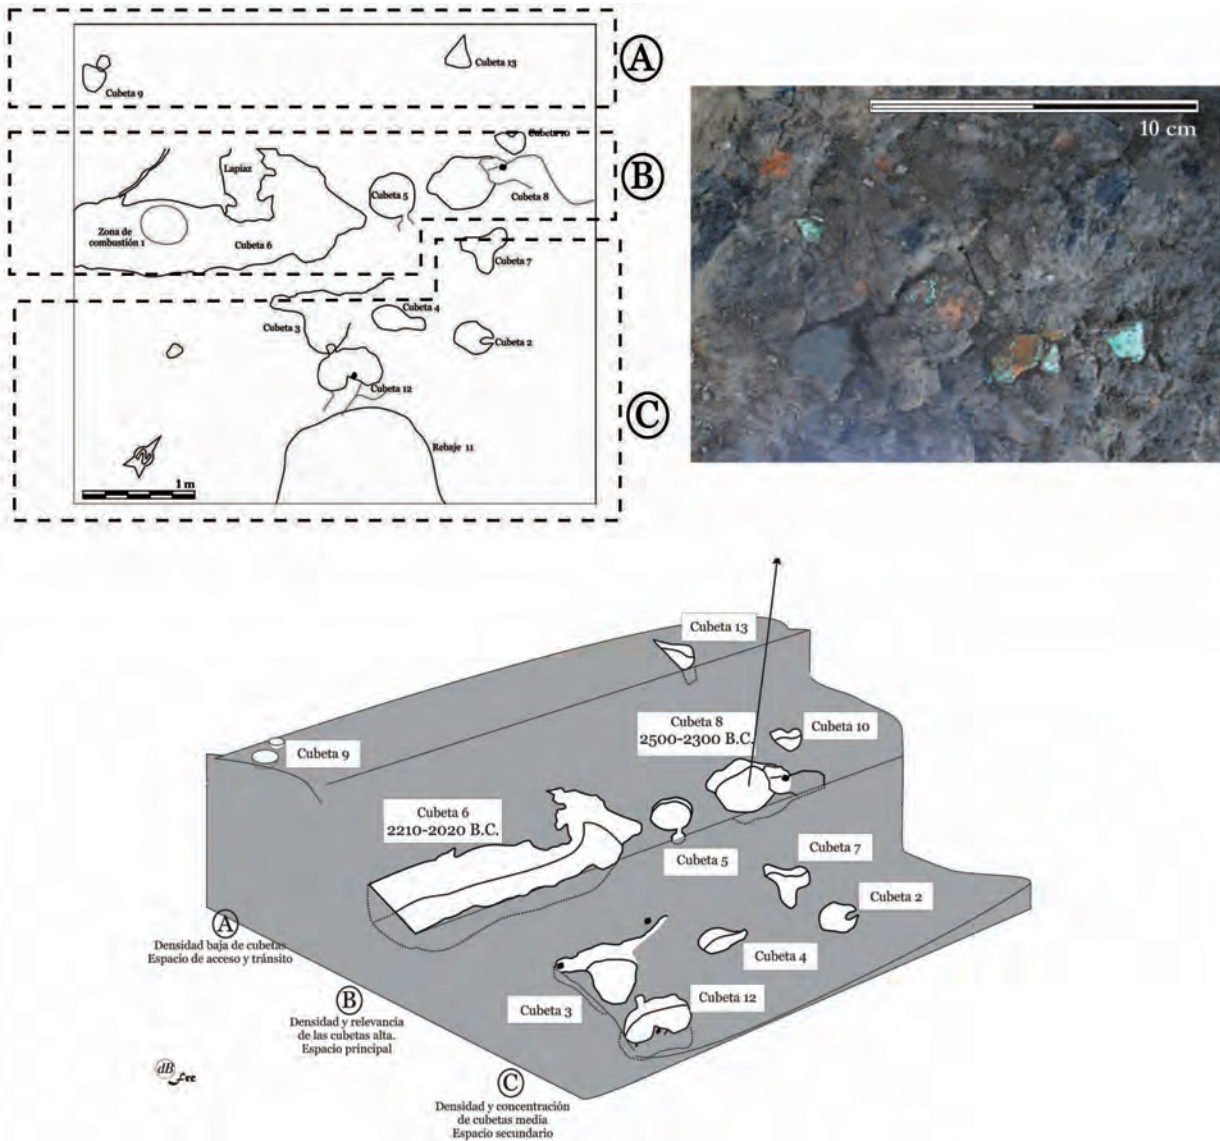 A
Cubeta 13
Cubeta 9
10 cm
Cubeta 10
Lapiaz
Cubeta 5
Cubeta 8
B
Zona de
combustión 1
Cubeta 6
Cubeta 7
Cubeta 4
Cubeta 3
Cubeta 2
Cubeta 12
C
Rebaje 11
N
1 m
Cubeta 13
Cubeta 8
2500-2300 B.C.
Cubeta 10
Cubeta 9
Cubeta 6
2210-2020 B.C.
Cubeta 5
Cubeta 7
Cubeta 2
Cubeta 4
Cubeta 3
Cubeta 12
A
Densidad baja de cubetas
Espacio de acceso y tránsito
B
Densidad y relevancia
de las cubetas alta.
Espacio principal
C
Densidad y concentración
de cubetas media
Espacio secundario
dB